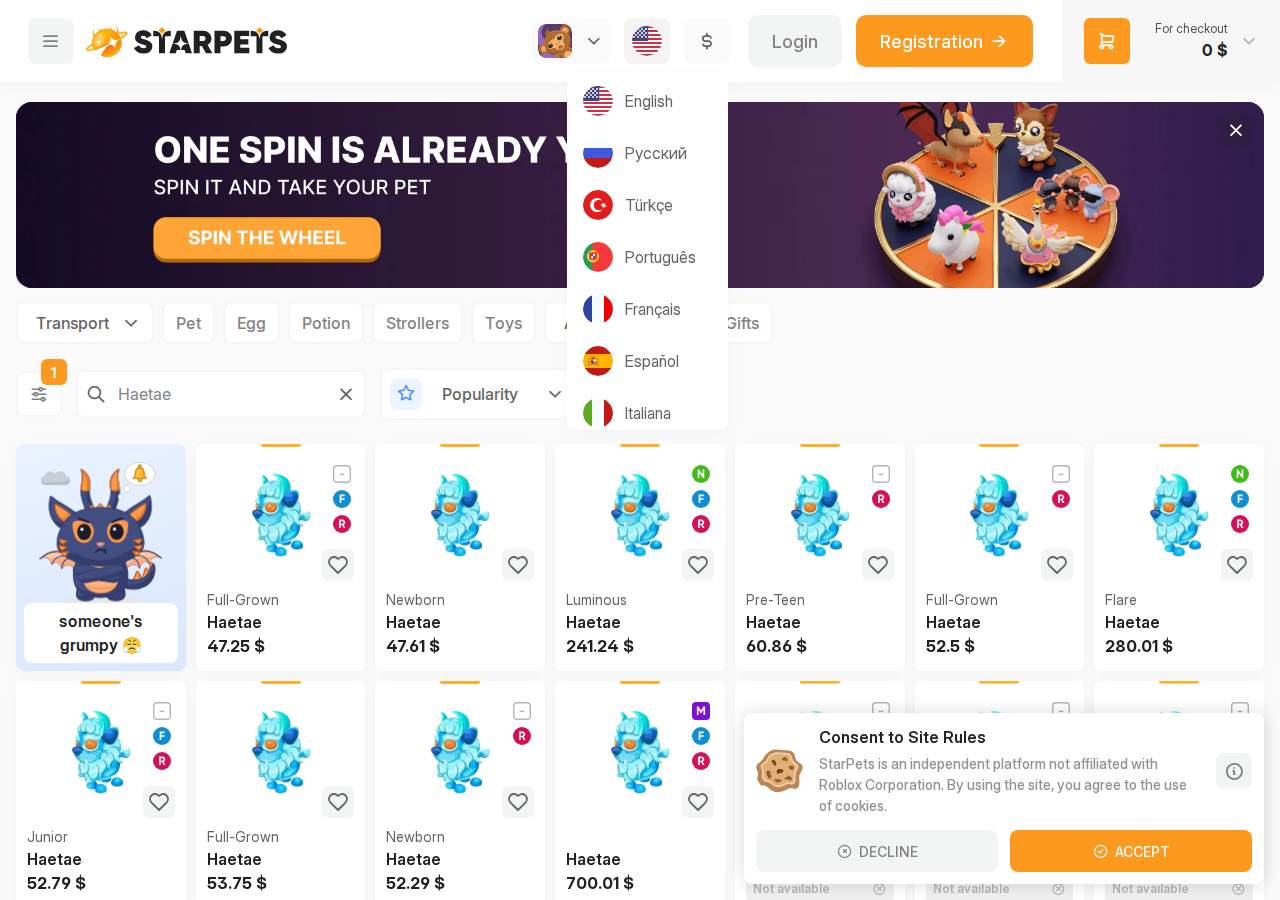 STARPETS
$
Login
Registration
For checkout
0 $
English
Русский
Türkçe
Português
Français
Español
Italiana
ONE SPIN IS ALREADY
SPIN IT AND TAKE YOUR PET
SPIN THE WHEEL
Transport
Pet
Egg
Potion
Strollers
Toys
Gifts
1
Haetae
Popularity
someone's
grumpy
-
F
R
Full-Grown
Haetae
47.25 $
Newborn
Haetae
47.61 $
N
F
R
Luminous
Haetae
241.24 $
-
R
Pre-Teen
Haetae
60.86 $
-
R
Full-Grown
Haetae
52.5 $
N
F
R
Flare
Haetae
280.01 $
-
F
R
Junior
Haetae
52.79 $
Full-Grown
Haetae
53.75 $
-
R
Newborn
Haetae
52.29 $
M
F
R
Haetae
700.01 $
-
-
-
Consent to Site Rules
StarPets is an independent platform not affiliated with
Roblox Corporation. By using the site, you agree to the use
of cookies.
DECLINE
ACCEPT
Not available
Not available
Not available